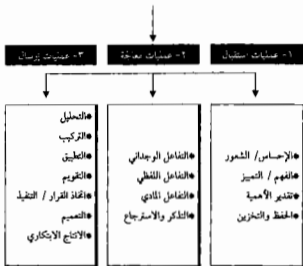 ١- عمليات استقبال
٢- عمليات معالجة
٣- عمليات إرسال
الإحساس/ الشعور
الفهم / التمييز
تقدير الأهمية
الحفظ والتخزين
التفاعل الوجداني
التفاعل اللفظي
التفاعل المادي
التذكر والاسترجاع
التحليل
التركيب
التطبيق
التقويم
اتخاذ القرار / التنفيذ
التعميم
الانتاج الابتكاري